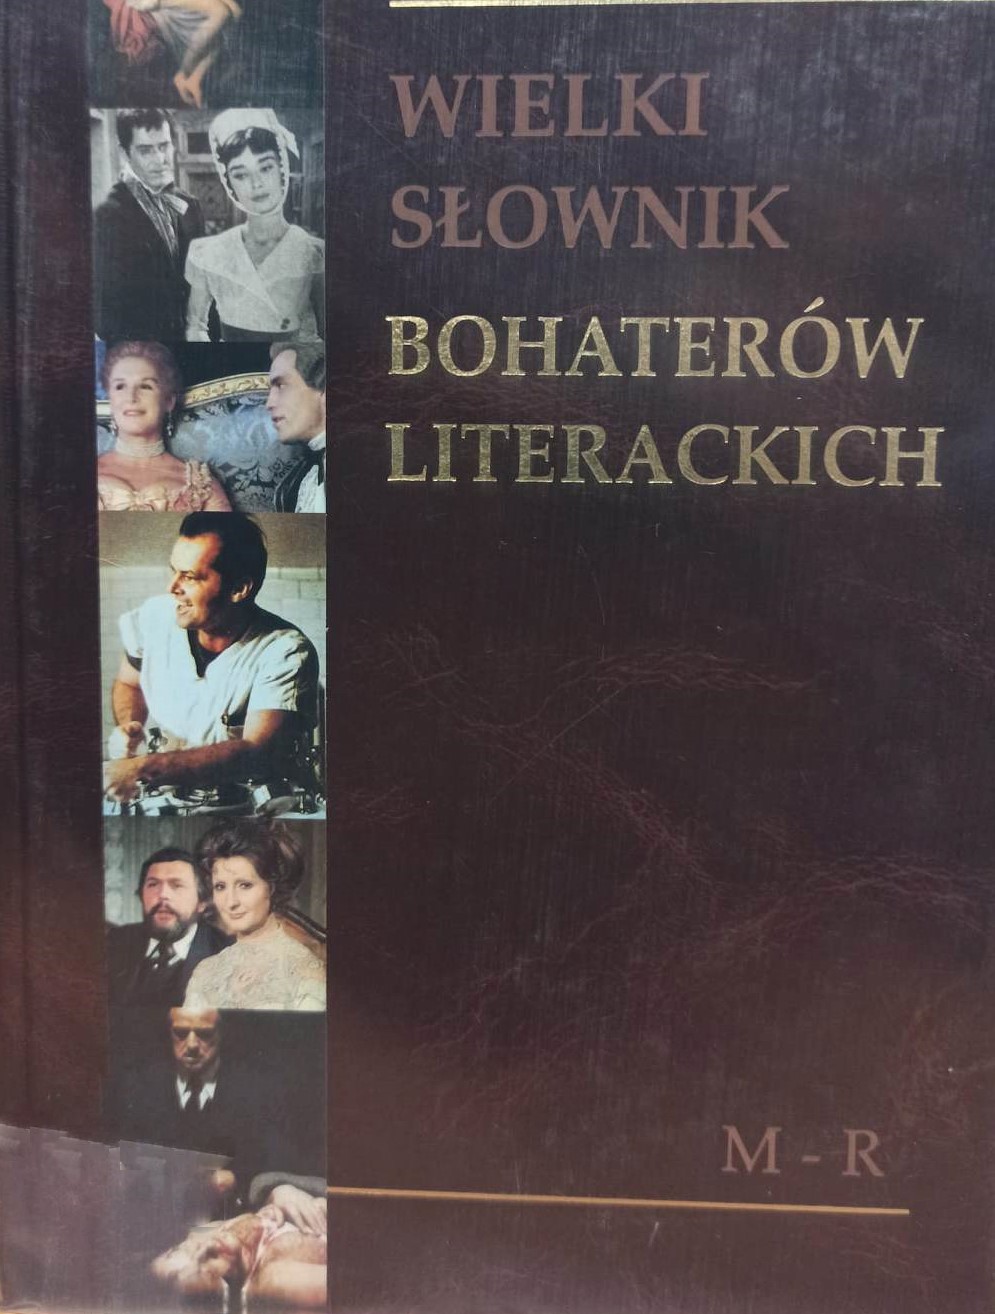 WIELKI
SŁOWNIK
BOHATERÓW
LITERACKICH
M - R